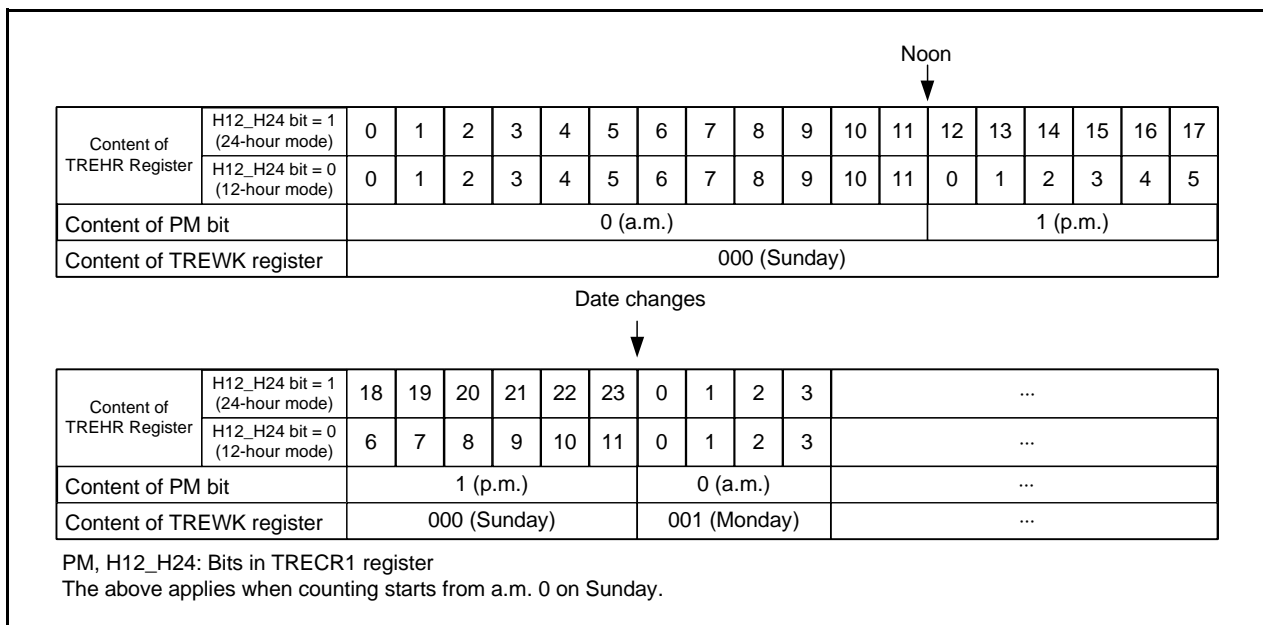 Noon
Content of TREHR Register H12_H24 bit = 1 (24-hour mode) 0 1 2 3 4 5 6 7 8 9 10 11 12 13 14 15 16 17
H12_H24 bit = 0 (12-hour mode) 0 1 2 3 4 5 6 7 8 9 10 11 0 1 2 3 4 5
Content of PM bit 0 (a.m.) 1 (p.m.)
Content of TREWK register 000 (Sunday)
Date changes
Content of TREHR Register H12_H24 bit = 1 (24-hour mode) 18 19 20 21 22 23 0 1 2 3 ...
H12_H24 bit = 0 (12-hour mode) 6 7 8 9 10 11 0 1 2 3 ...
Content of PM bit 1 (p.m.) 0 (a.m.) ...
Content of TREWK register 000 (Sunday) 001 (Monday) ...
PM, H12_H24: Bits in TRECR1 register
The above applies when counting starts from a.m. 0 on Sunday.